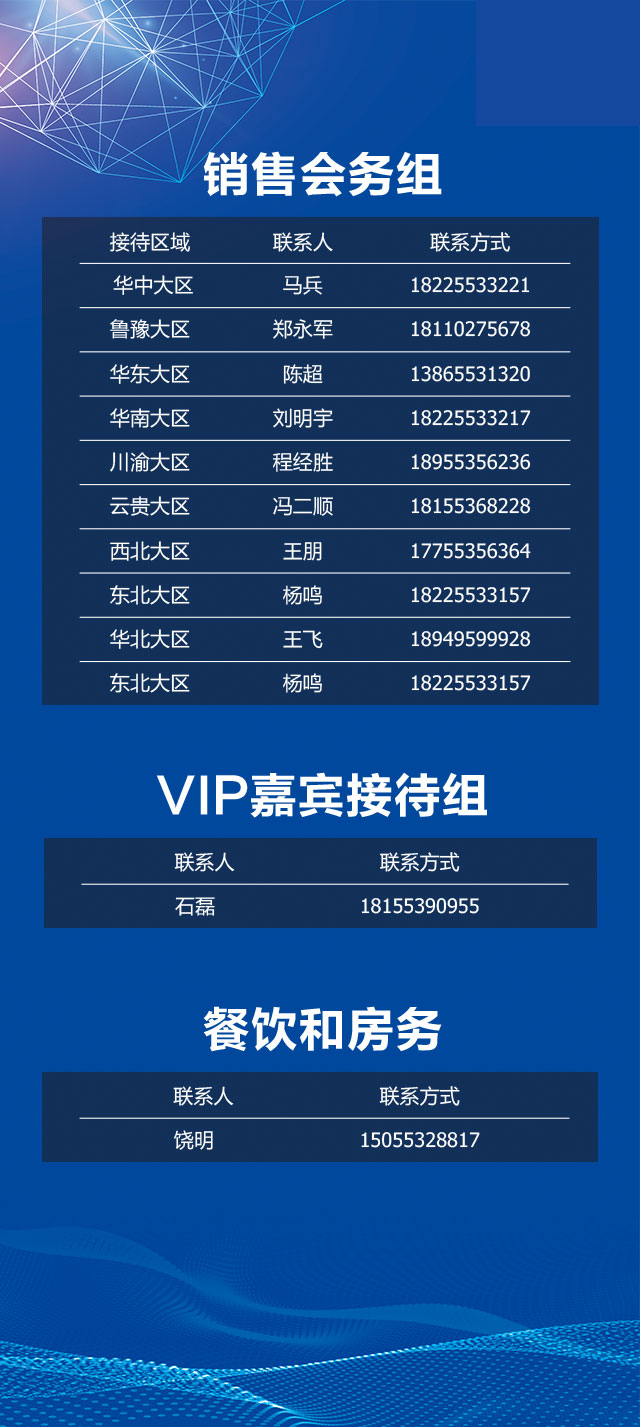 销售会务组
接待区域 联系人 联系方式
华中大区 马兵 18225533221
鲁豫大区 郑永军 18110275678
华东大区 陈超 13865531320
华南大区 刘明宇 18225533217
川渝大区 程经胜 18955356236
云贵大区 冯二顺 18155368228
西北大区 王朋 17755356364
东北大区 杨鸣 18225533157
华北大区 王飞 18949599928
东北大区 杨鸣 18225533157
VIP嘉宾接待组
联系人 联系方式
石磊 18155390955
餐饮和房务
联系人 联系方式
饶明 15055328817